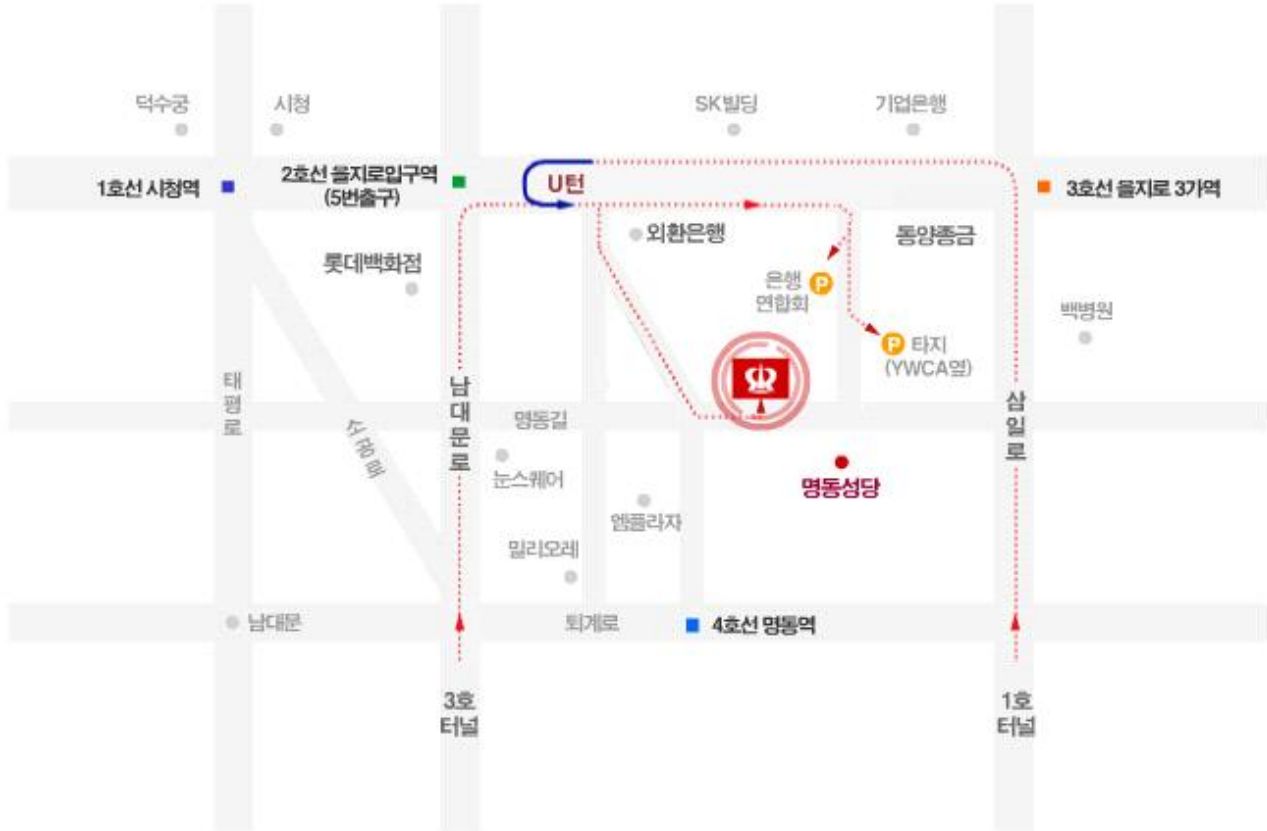 덕수궁
시청
SK빌딩
기업은행
1호선 시청역
2호선 을지로입구역
(5번출구)
U턴
3호선 을지로 3가역
외환은행
동양종금
롯데백화점
은행
연합회
P
백병원
P 타지
(YWCA옆)
태평로
소공로
남대문로
명동길
삼일로
눈스퀘어
명동성당
엠플라자
밀리오레
남대문
퇴계로
4호선 명동역
3호
터널
1호
터널